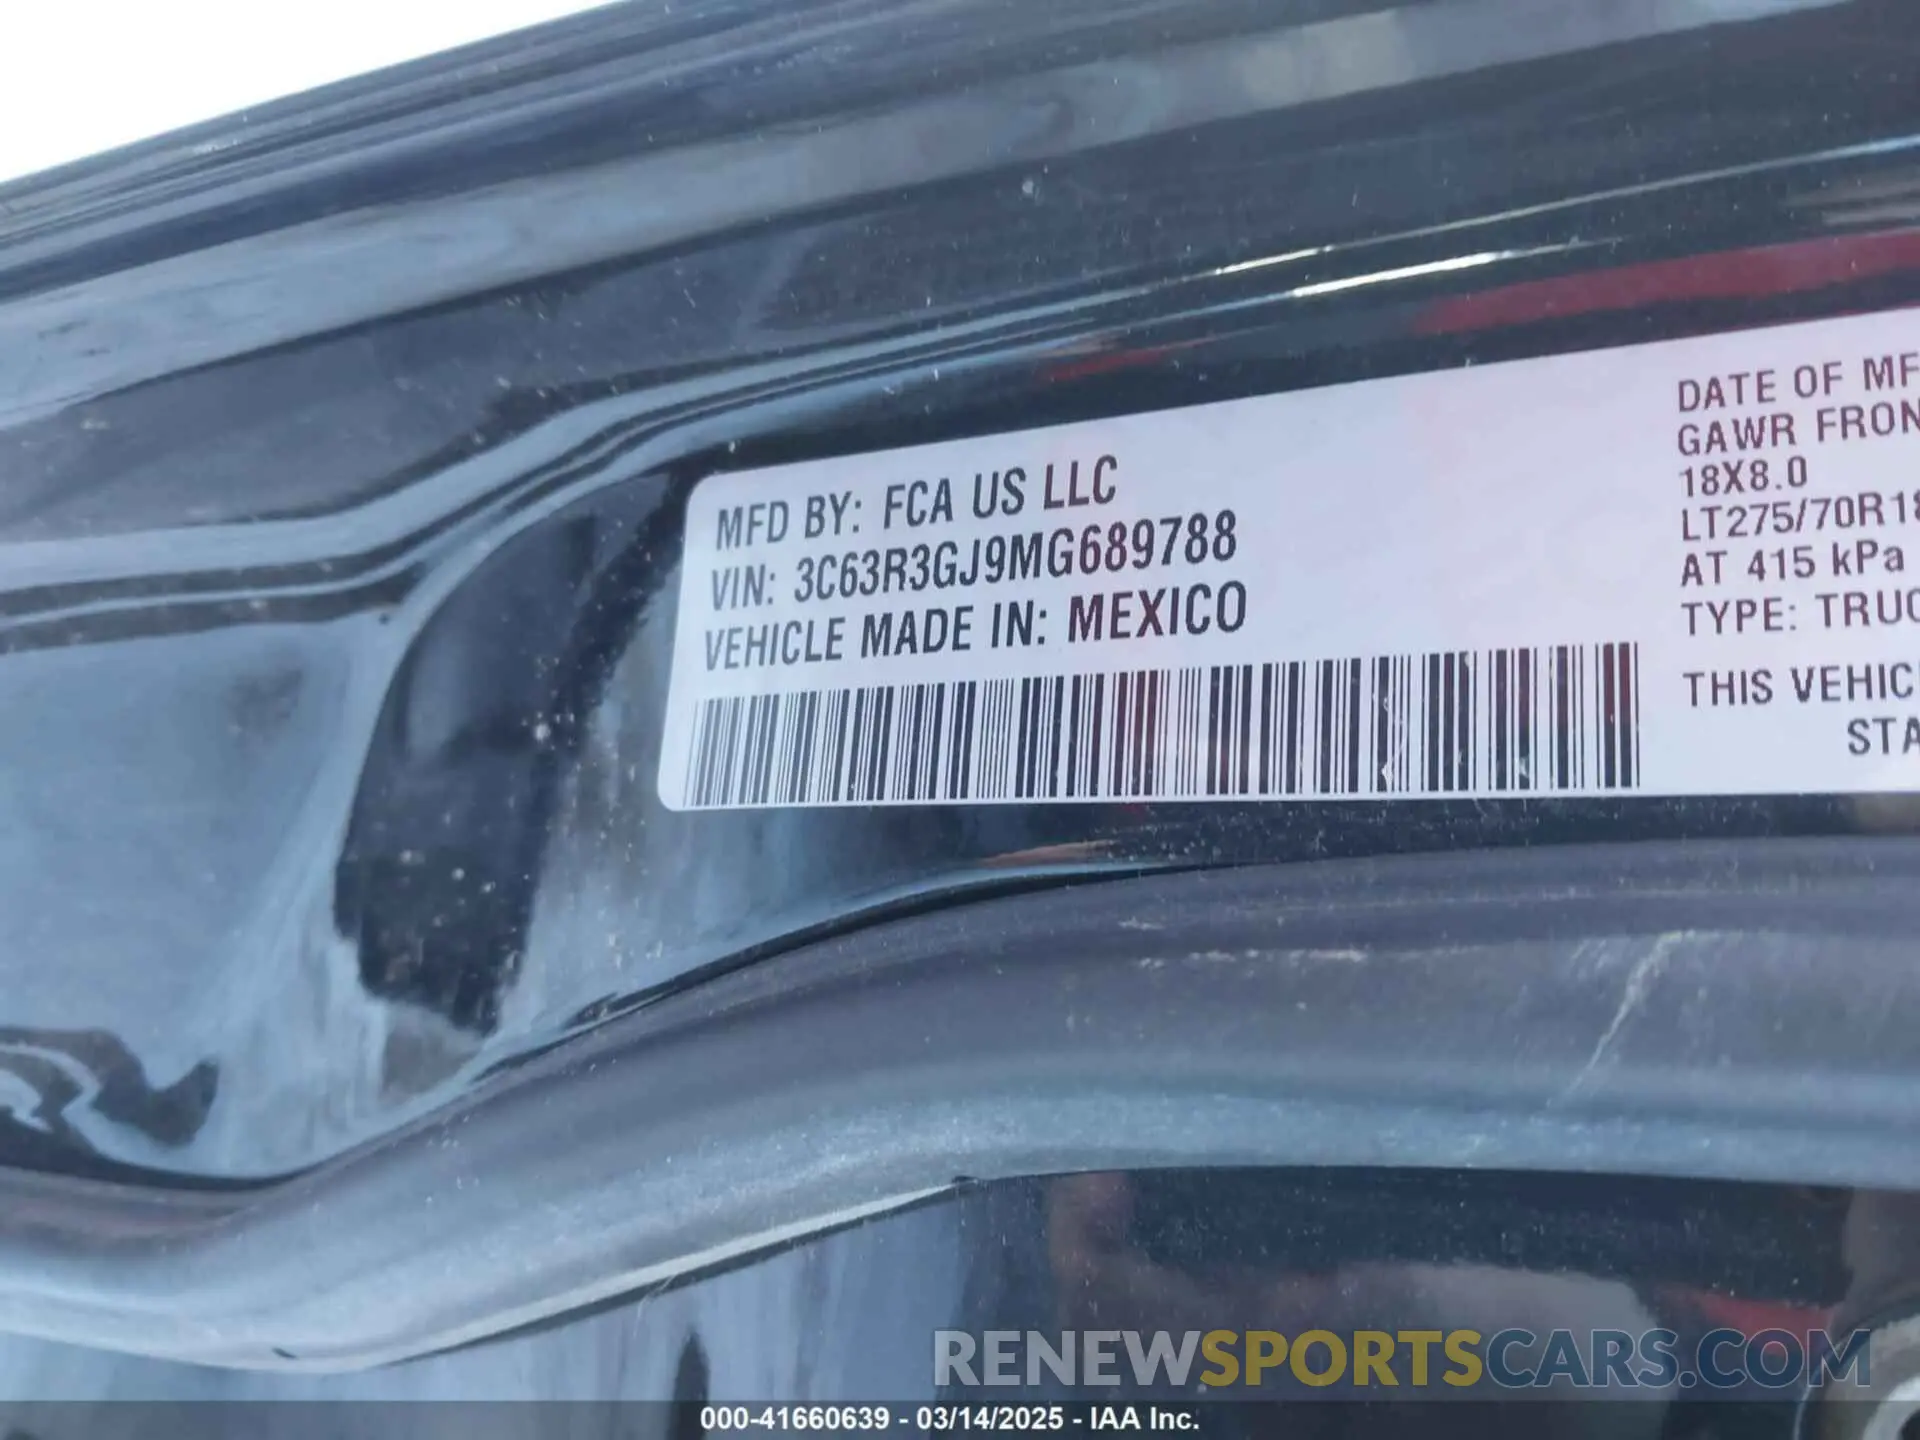 MFD BY: FCA US LLC
VIN: 3C63R3GJ9MG689788
VEHICLE MADE IN: MEXICO
DATE OF MF
GAWR FRON
18X8.0
LT275/70R18
AT 415 kPa
TYPE: TRUC
THIS VEHIC
STA
RENEWSPORTSCARS.COM
000-41660639 - 03/14/2025 - IAA Inc.